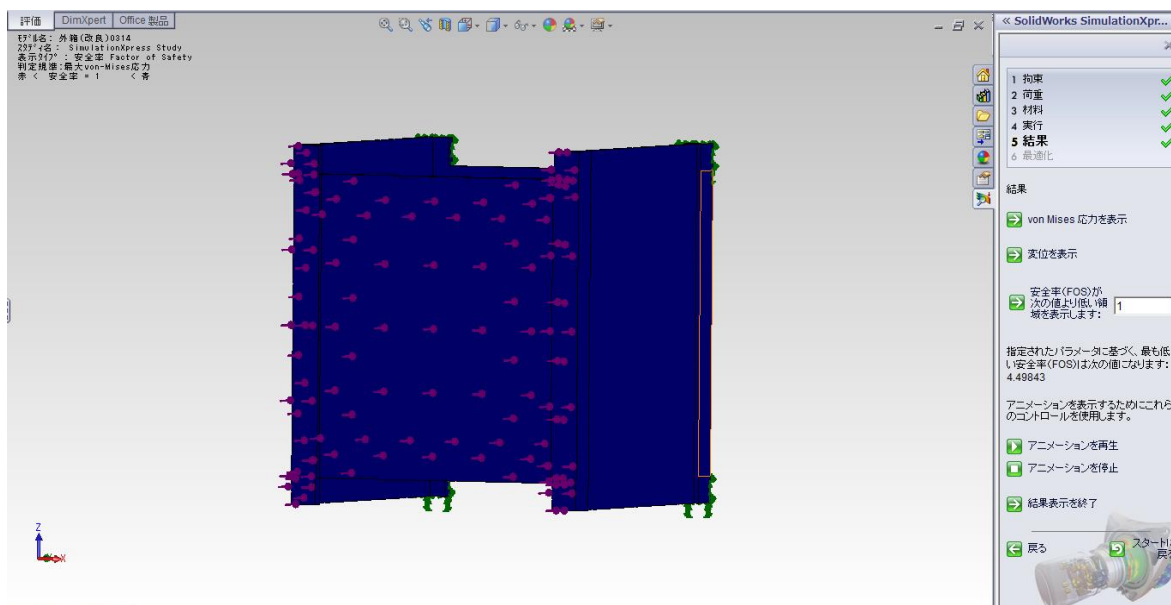 評価 DimXpert Office 製品
モデル名: 外箱(改良)0314
スタディ名: SimulationXpress Study
表示タイプ: 安全率 Factor of Safety
判定規準:最大von-Mises応力
赤 < 安全率 = 1 < 青
Z
X
« SolidWorks SimulationXpr...
1 拘束
2 荷重
3 材料
4 実行
5 結果
6 最適化
結果
von Mises 応力を表示
変位を表示
安全率(FOS)が
次の値より低い領
域を表示します:
1
指定されたパラメータに基づく、最も低
い安全率(FOS)は次の値になります:
4.49843
アニメーションを表示するためにこれら
のコントロールを使用します。
アニメーションを再生
アニメーションを停止
結果表示を終了
戻る
スタートに
戻る